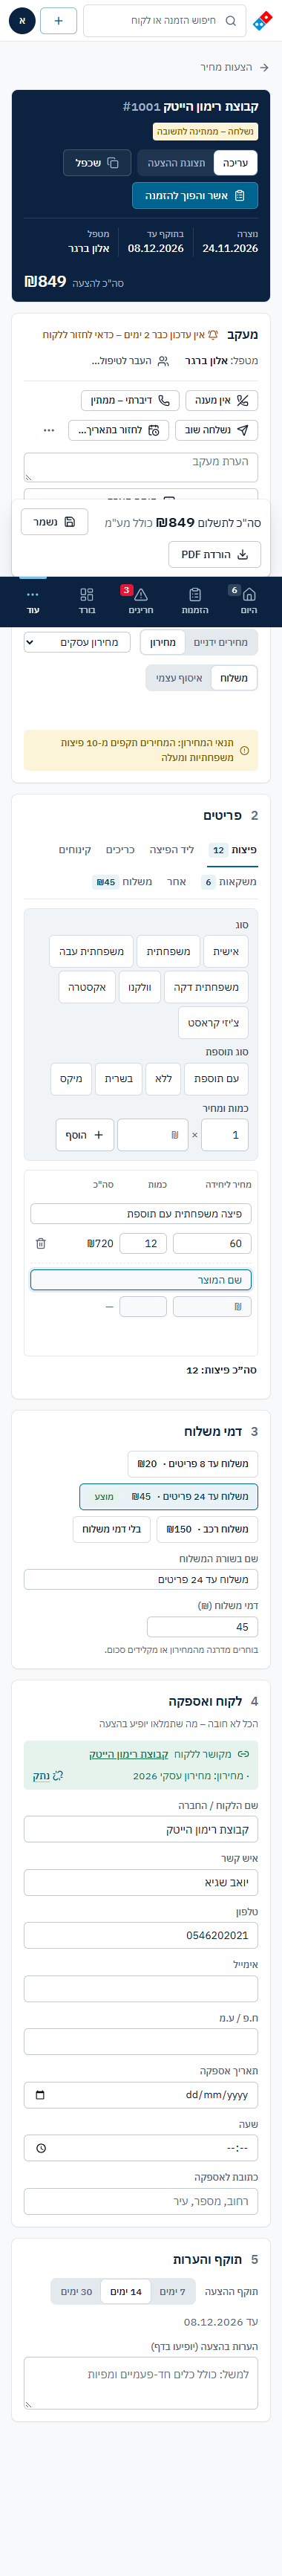 חיפוש הזמנה או לקוח
א
הצעות מחיר
קבוצת רימון הייטק #1001
נשלחה – ממתינה לתשובה
עריכה
תצוגת ההצעה
שכפל
אשר והפוך להזמנה
נוצרה
24.11.2026
בתוקף עד
08.12.2026
מטפל
אלון ברגר
סה"כ להצעה ₪849
מעקב
אין עדכון כבר 2 ימים – כדאי לחזור ללקוח
מטפל: אלון ברגר
העבר לטיפול...
אין מענה
דיברתי – ממתין
נשלחה שוב
לחזור בתאריך...
הערת מעקב
סה"כ לתשלום ₪849 כולל מע"מ
נשמר
הורדת PDF
היום 6
הזמנות
חריגים 3
בורד
עוד
מחירים ידניים
מחירון
מחירון עסקים
משלוח
איסוף עצמי
תנאי המחירון: המחירים תקפים מ-10 פיצות
משפחתיות ומעלה
2 פריטים
פיצות 12
ליד הפיצה
כריכים
קינוחים
משקאות 6
אחר
משלוח ₪45
סוג
אישית
משפחתית
משפחתית עבה
משפחתית דקה
וולקנו
אקסטרה
צ'יזי קראסט
סוג תוספת
עם תוספת
ללא
בשרית
מיקס
כמות ומחיר
1
×
₪
הוסף
מחיר ליחידה
כמות
סה"כ
פיצה משפחתית עם תוספת
60
12
₪720
שם המוצר
₪
—
סה"כ פיצות: 12
3 דמי משלוח
משלוח עד 8 פריטים · ₪20
משלוח עד 24 פריטים · ₪45 מוצע
משלוח רכב · ₪150
בלי דמי משלוח
שם בשורת המשלוח
משלוח עד 24 פריטים
דמי משלוח (₪)
45
בוחרים מדרגה מהמחירון או מקלידים סכום.
4 לקוח ואספקה
הכל לא חובה – מה שתמלאו יופיע בהצעה
מקושר ללקוח קבוצת רימון הייטק
· מחירון: מחירון עסקי 2026
נתק
שם הלקוח / החברה
קבוצת רימון הייטק
איש קשר
יואב שגיא
טלפון
0546202021
אימייל
ח.פ / ע.מ
תאריך אספקה
dd/mm/yyyy
שעה
--:--
כתובת לאספקה
רחוב, מספר, עיר
5 תוקף והערות
תוקף ההצעה
7 ימים
14 ימים
30 ימים
עד 08.12.2026
הערות בהצעה (יופיעו בדף)
למשל: כולל כלים חד-פעמיים ומפיות